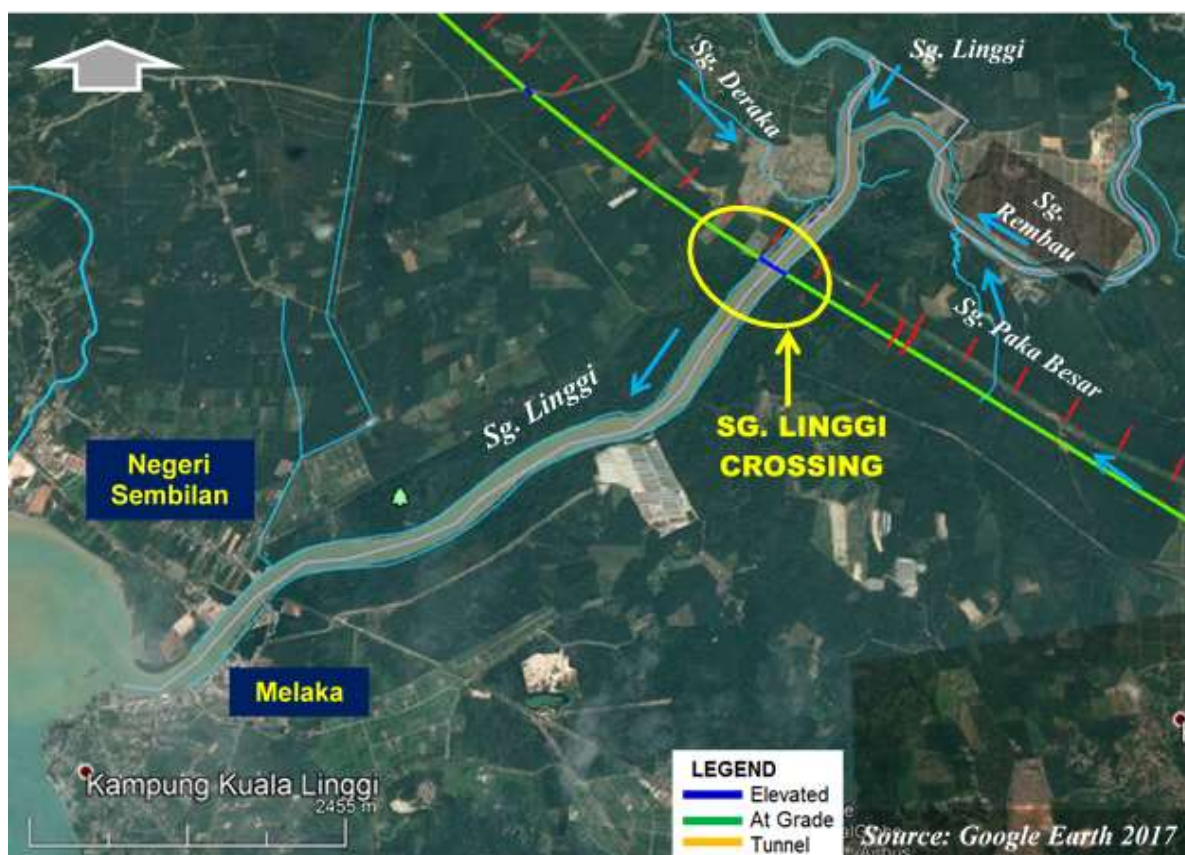 Sg. Linggi
Sg. Deraka
Sg.
Rembau
Sg. Paka Besar
Sg. Linggi
SG. LINGGI
CROSSING
Negeri
Sembilan
Melaka
Kampung Kuala Linggi
2455 m
LEGEND
Elevated
At Grade
Tunnel
Source: Google Earth 2017